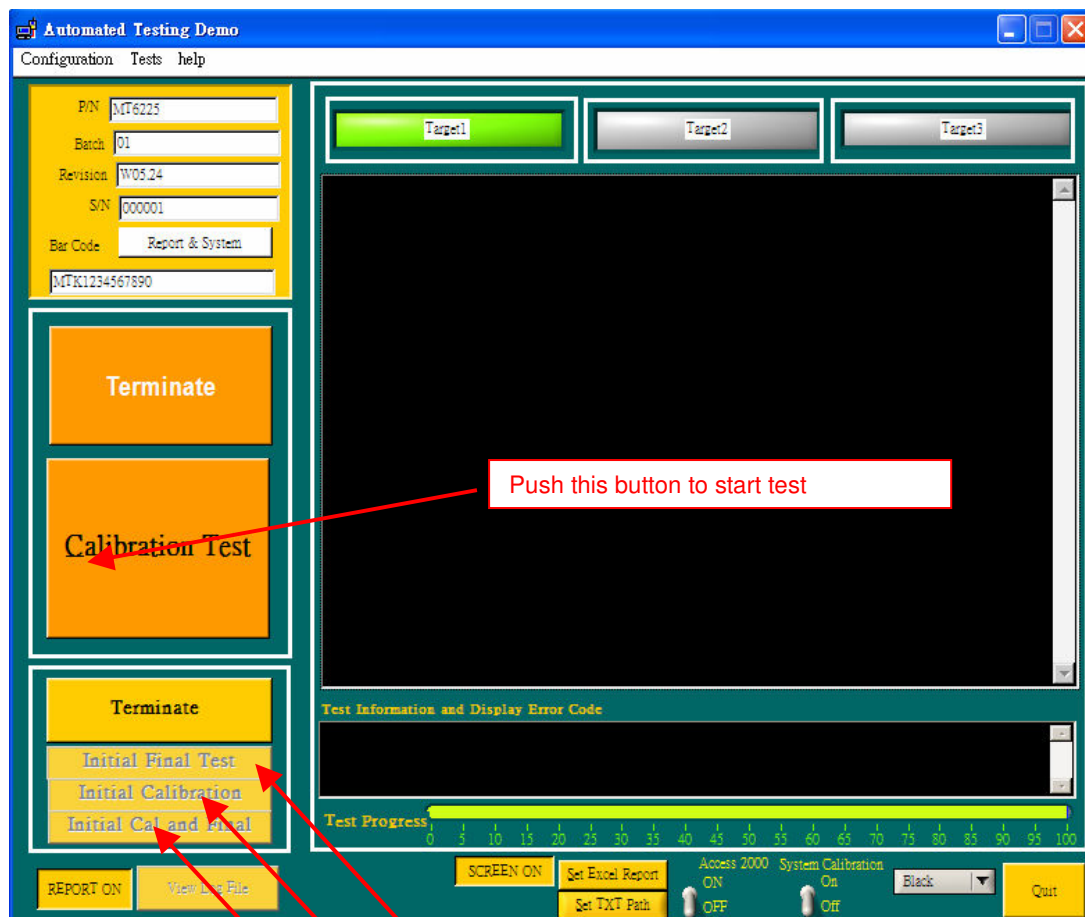 Automated Testing Demo
Configuration Tests help
P/N MT6225
Batch 01
Revision W05.24
S/N 000001
Bar Code Report & System
MTK1234567890
Target1 Target2 Target3
Terminate
Push this button to start test
Calibration Test
Terminate
Initial Final Test
Initial Calibration
Initial Cal and Final
Test Information and Display Error Code
Test Progress
0 5 10 15 20 25 30 35 40 45 50 55 60 65 70 75 80 85 90 95 100
REPORT ON
View Log File
SCREEN ON
Set Excel Report
Set TXT Path
Access 2000
ON
OFF
System Calibration
On
Off
Black
Quit